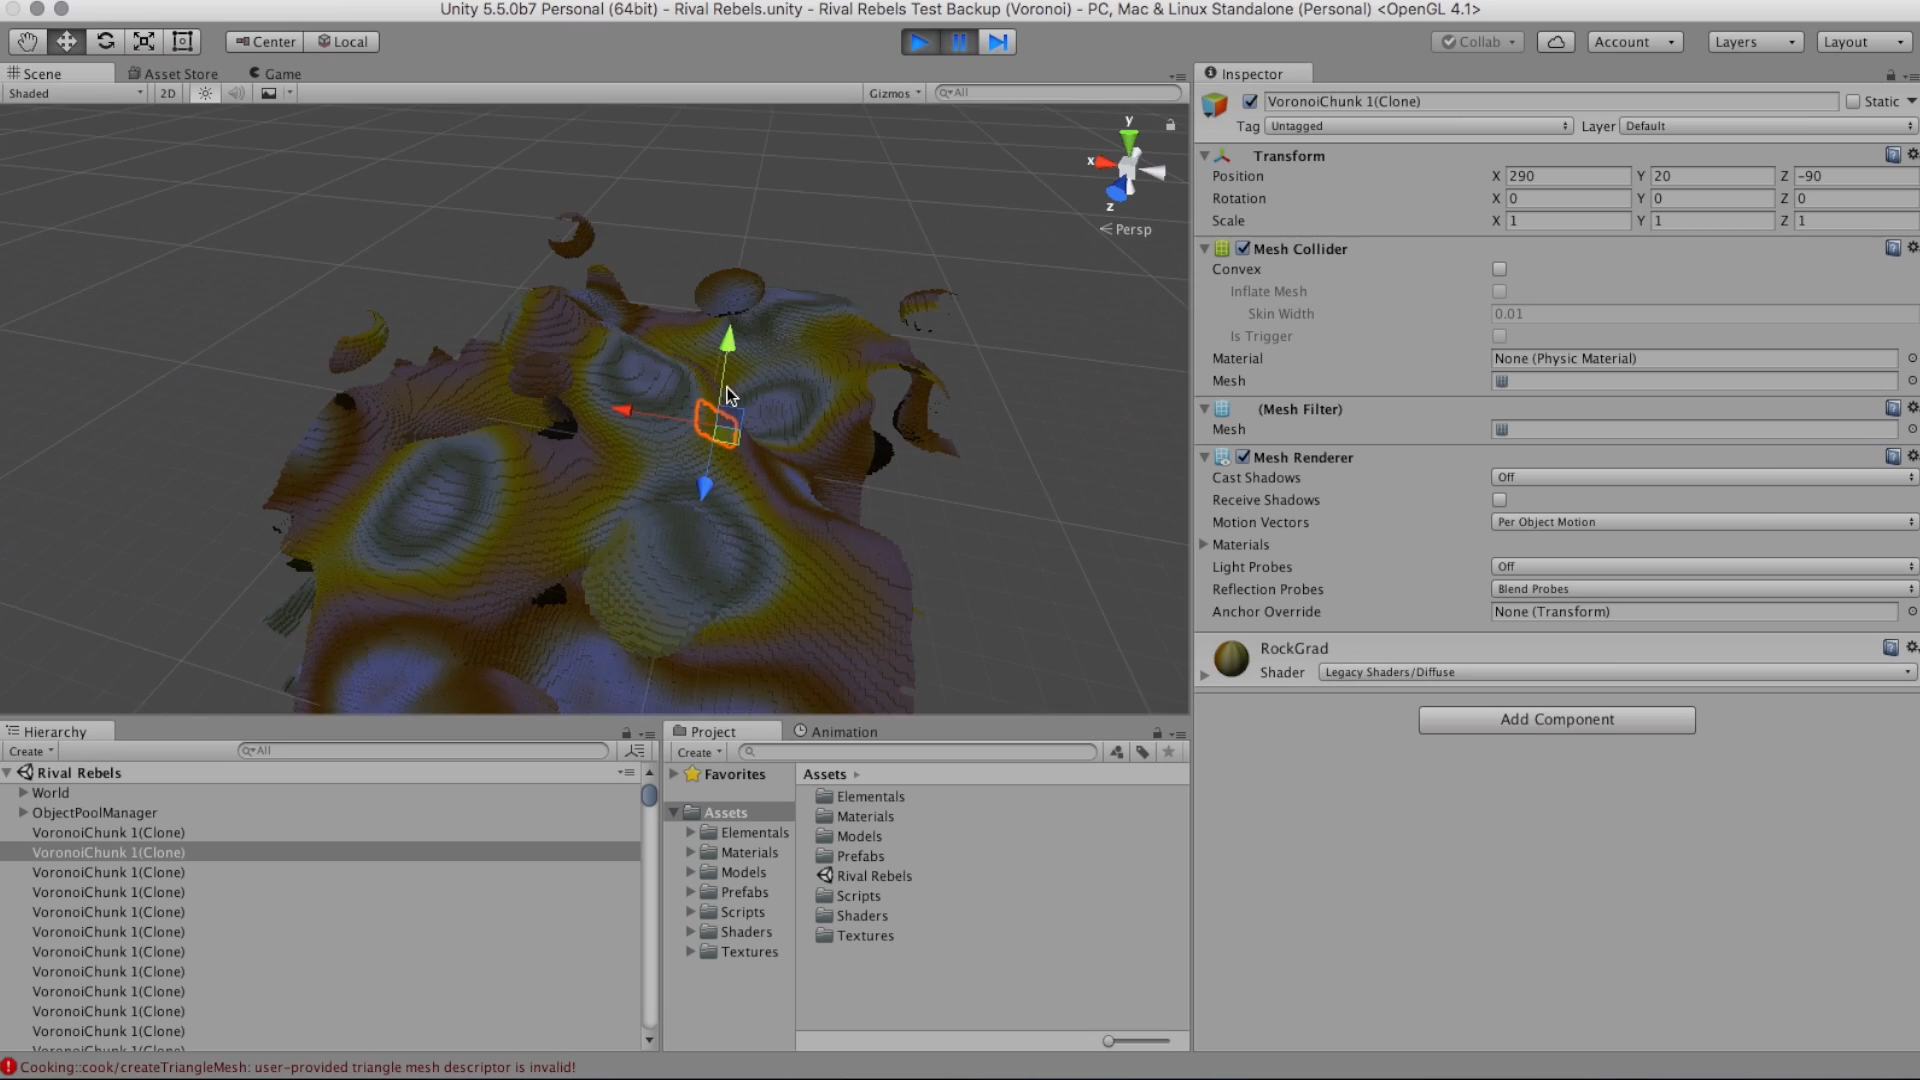 Unity 5.5.0b7 Personal (64bit) - Rival Rebels.unity - Rival Rebels Test Backup (Voronoi) - PC, Mac & Linux Standalone (Personal) <OpenGL 4.1>
Center Local
Collab Account Layers Layout
Scene Asset Store Game
Shaded 2D Gizmos All
y
x
z
Persp
Inspector
VoronoiChunk 1(Clone) Static
Tag Untagged Layer Default
Transform
Position X 290 Y 20 Z -90
Rotation X 0 Y 0 Z 0
Scale X 1 Y 1 Z 1
Mesh Collider
Convex
Inflate Mesh
Skin Width 0.01
Is Trigger
Material None (Physic Material)
Mesh
(Mesh Filter)
Mesh
Mesh Renderer
Cast Shadows Off
Receive Shadows
Motion Vectors Per Object Motion
Materials
Light Probes Off
Reflection Probes Blend Probes
Anchor Override None (Transform)
RockGrad
Shader Legacy Shaders/Diffuse
Add Component
Hierarchy
Create All
Rival Rebels
World
ObjectPoolManager
VoronoiChunk 1(Clone)
VoronoiChunk 1(Clone)
VoronoiChunk 1(Clone)
VoronoiChunk 1(Clone)
VoronoiChunk 1(Clone)
VoronoiChunk 1(Clone)
VoronoiChunk 1(Clone)
VoronoiChunk 1(Clone)
VoronoiChunk 1(Clone)
VoronoiChunk 1(Clone)
VoronoiChunk 1(Clone)
VoronoiChunk 1(Clone)
Project Animation
Create
Favorites
Assets
Elementals
Materials
Models
Prefabs
Scripts
Shaders
Textures
Assets
Elementals
Materials
Models
Prefabs
Rival Rebels
Scripts
Shaders
Textures
Cooking::cook/createTriangleMesh: user-provided triangle mesh descriptor is invalid!